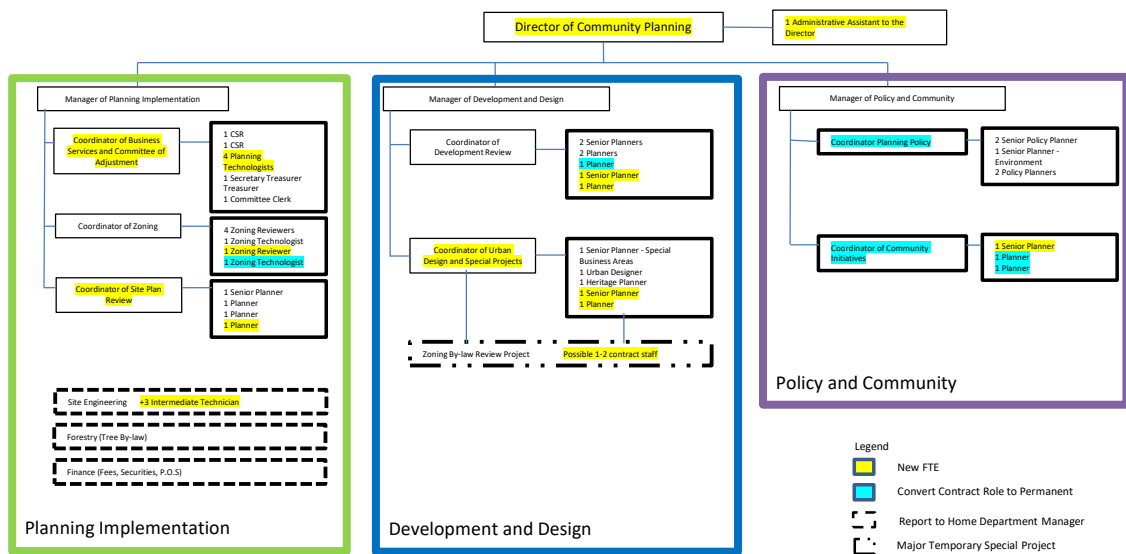 Director of Community Planning
1 Administrative Assistant to the
Director
Manager of Planning Implementation
Coordinator of Business
Services and Committee of
Adjustment
1 CSR
1 CSR
4 Planning
Technologists
1 Secretary Treasurer
Treasurer
1 Committee Clerk
Coordinator of Zoning
4 Zoning Reviewers
1 Zoning Technologist
1 Zoning Reviewer
1 Zoning Technologist
Coordinator of Site Plan
Review
1 Senior Planner
1 Planner
1 Planner
1 Planner
Site Engineering +3 Intermediate Technician
Forestry (Tree By-law)
Finance (Fees, Securities, P.O.S)
Planning Implementation
Manager of Development and Design
Coordinator of
Development Review
2 Senior Planners
2 Planners
1 Planner
1 Senior Planner
1 Planner
Coordinator of Urban
Design and Special Projects
1 Senior Planner - Special
Business Areas
1 Urban Designer
1 Heritage Planner
1 Senior Planner
1 Planner
Zoning By-law Review Project Possible 1-2 contract staff
Development and Design
Manager of Policy and Community
Coordinator Planning Policy
2 Senior Policy Planner
1 Senior Planner -
Environment
2 Policy Planners
Coordinator of Community
Initiatives
1 Senior Planner
1 Planner
1 Planner
Policy and Community
Legend
New FTE
Convert Contract Role to Permanent
Report to Home Department Manager
Major Temporary Special Project